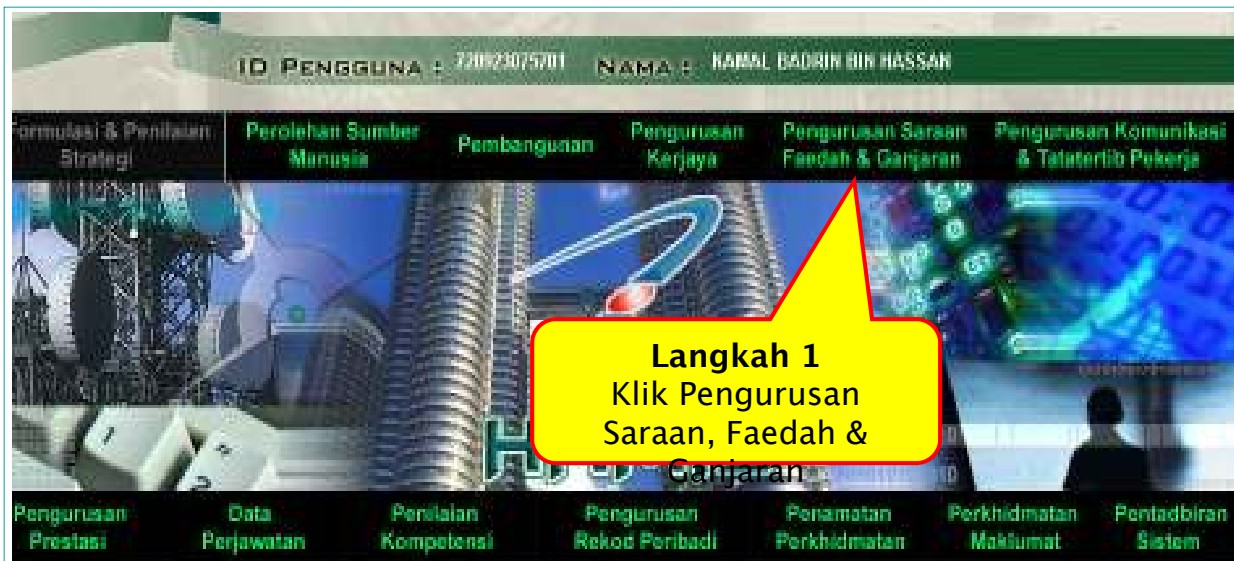 ID PENGGUNA : 720923075201 NAMA : KAMAL BADRIN BIN HASSAN
Formulasi & Penilaian Strategi
Perolehan Sumber Manusia
Pembangunan
Pengurusan Kerjaya
Pengurusan Saraan Faedah & Ganjaran
Pengurusan Komunikasi & Tatatertib Pekerja
Langkah 1
Klik Pengurusan
Saraan, Faedah &
Ganjaran
Pengurusan Prestasi
Data Perjawatan
Penilaian Kompetensi
Pengurusan Rekod Peribadi
Penamatan Perkhidmatan
Perkhidmatan Maklumat
Pentadbiran Sistem